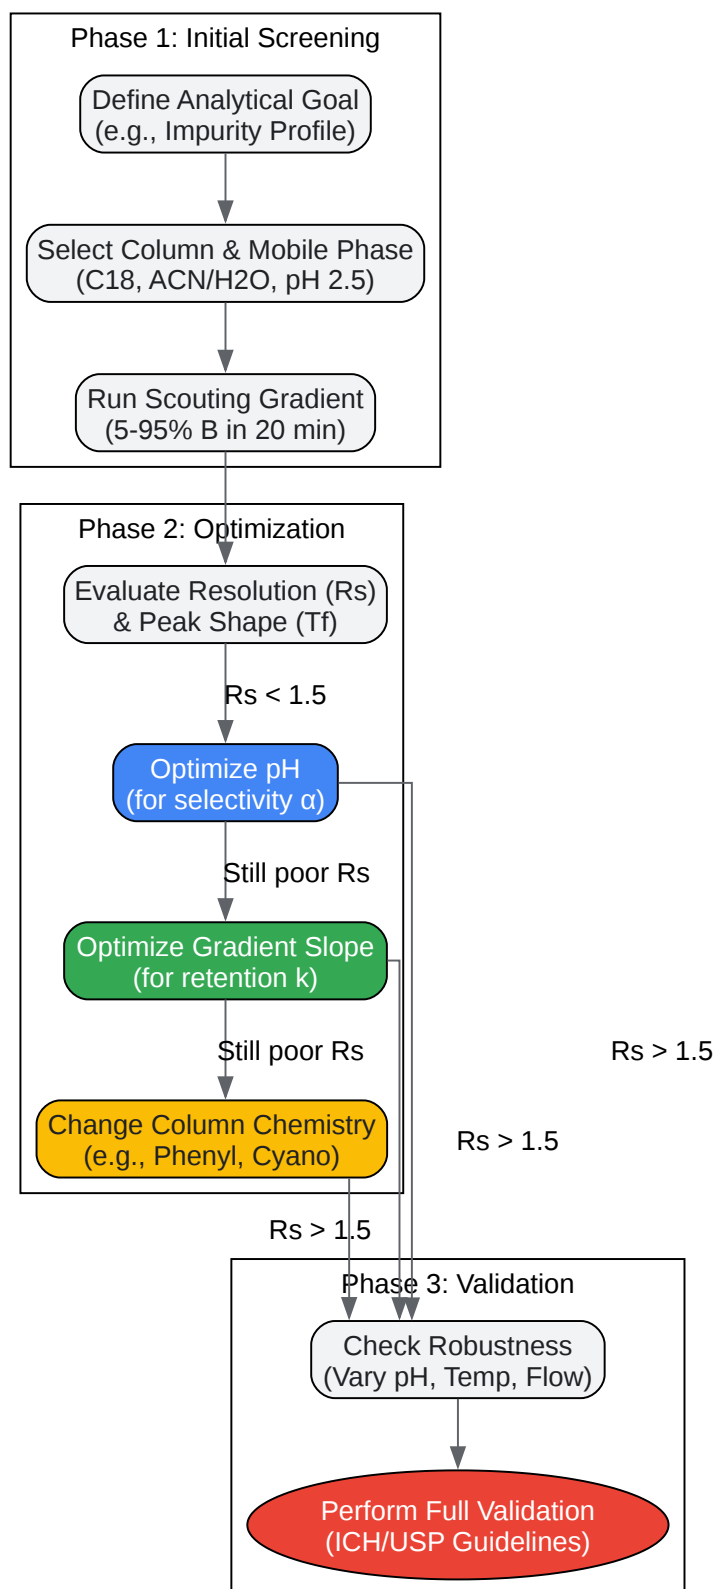 Phase 1: Initial Screening
Define Analytical Goal
(e.g., Impurity Profile)
Select Column & Mobile Phase
(C18, ACN/H2O, pH 2.5)
Run Scouting Gradient
(5-95% B in 20 min)
Phase 2: Optimization
Evaluate Resolution (Rs)
& Peak Shape (Tf)
Rs < 1.5
Optimize pH
(for selectivity α)
Still poor Rs
Optimize Gradient Slope
(for retention k)
Still poor Rs
Rs > 1.5
Change Column Chemistry
(e.g., Phenyl, Cyano)
Rs > 1.5
Rs > 1.5
Phase 3: Validation
Check Robustness
(Vary pH, Temp, Flow)
Perform Full Validation
(ICH/USP Guidelines)